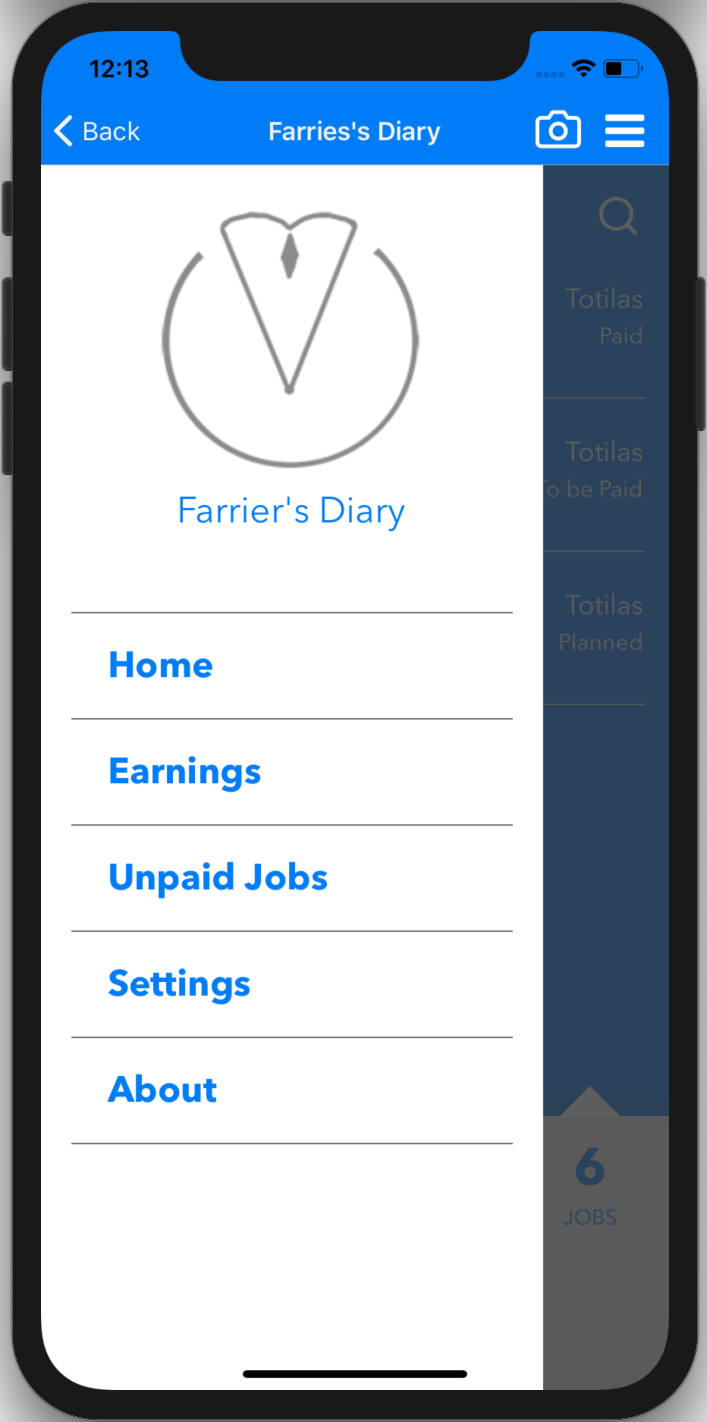 12:13
Back
Farries's Diary
Totilas
Paid
Totilas
To be Paid
Totilas
Planned
Farrier's Diary
Home
Earnings
Unpaid Jobs
Settings
About
6
JOBS